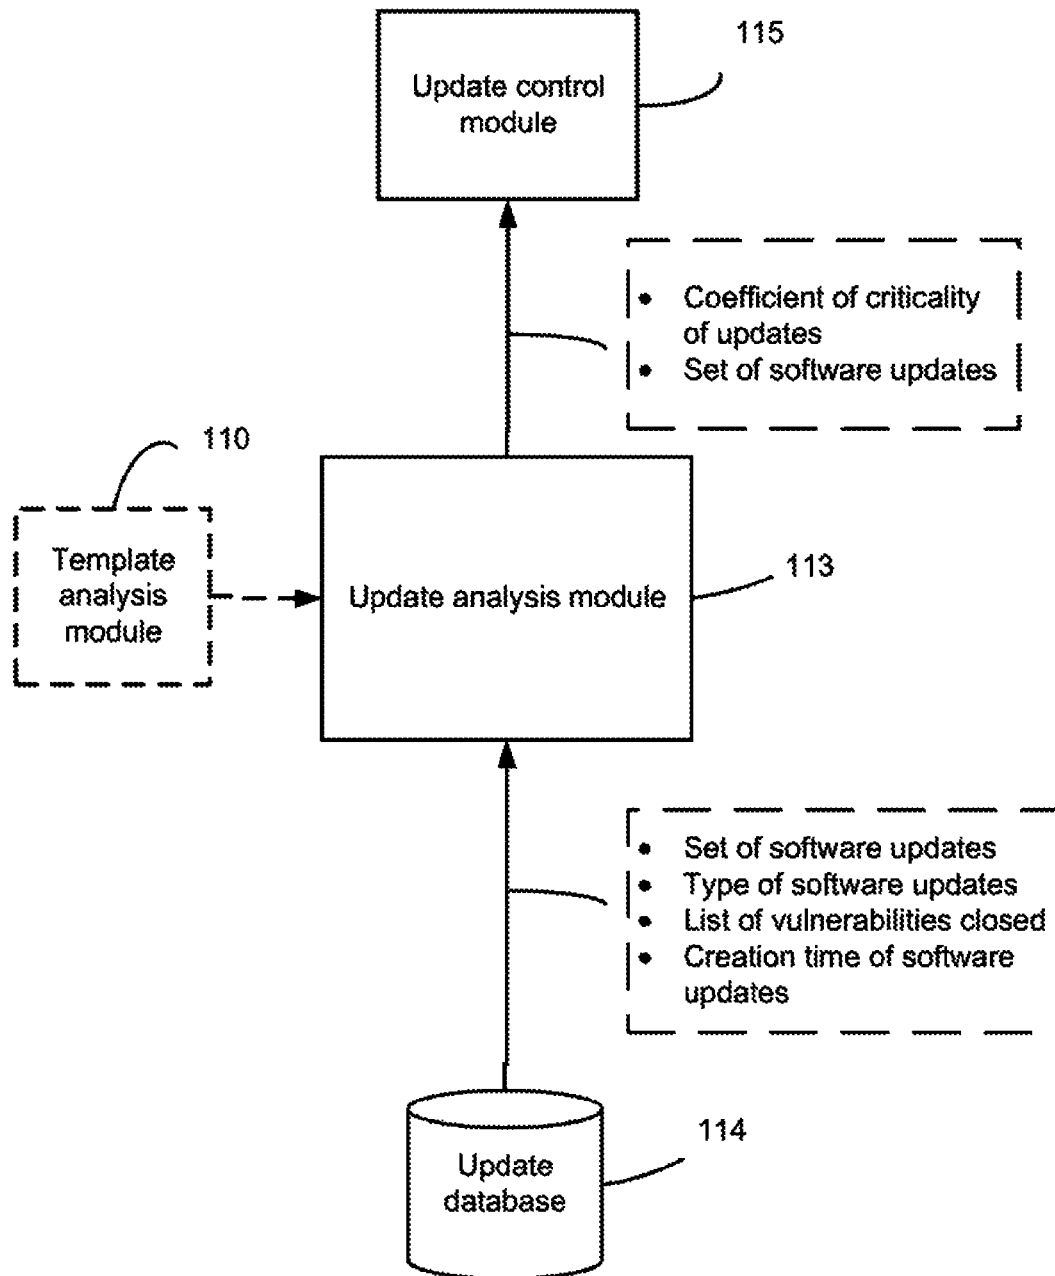 115
Update control
module
• Coefficient of criticality
of updates
• Set of software updates
110
Template
analysis
module
Update analysis module
113
• Set of software updates
• Type of software updates
• List of vulnerabilities closed
• Creation time of software
updates
114
Update
database